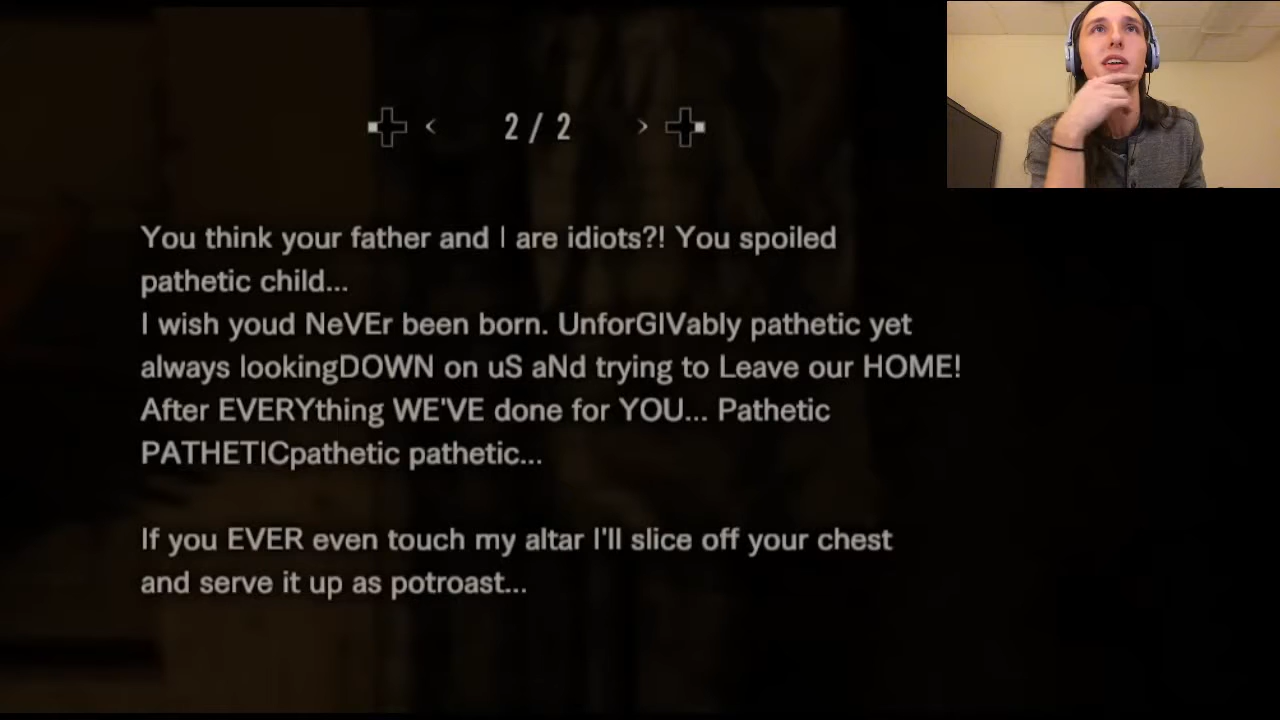 < 2 / 2 >
You think your father and I are idiots?! You spoiled
pathetic child...
I wish youd NeVEr been born. UnforGIVably pathetic yet
always lookingDOWN on uS aNd trying to Leave our HOME!
After EVERYthing WE'VE done for YOU... Pathetic
PATHETICpathetic pathetic...
If you EVER even touch my altar I'll slice off your chest
and serve it up as potroast...